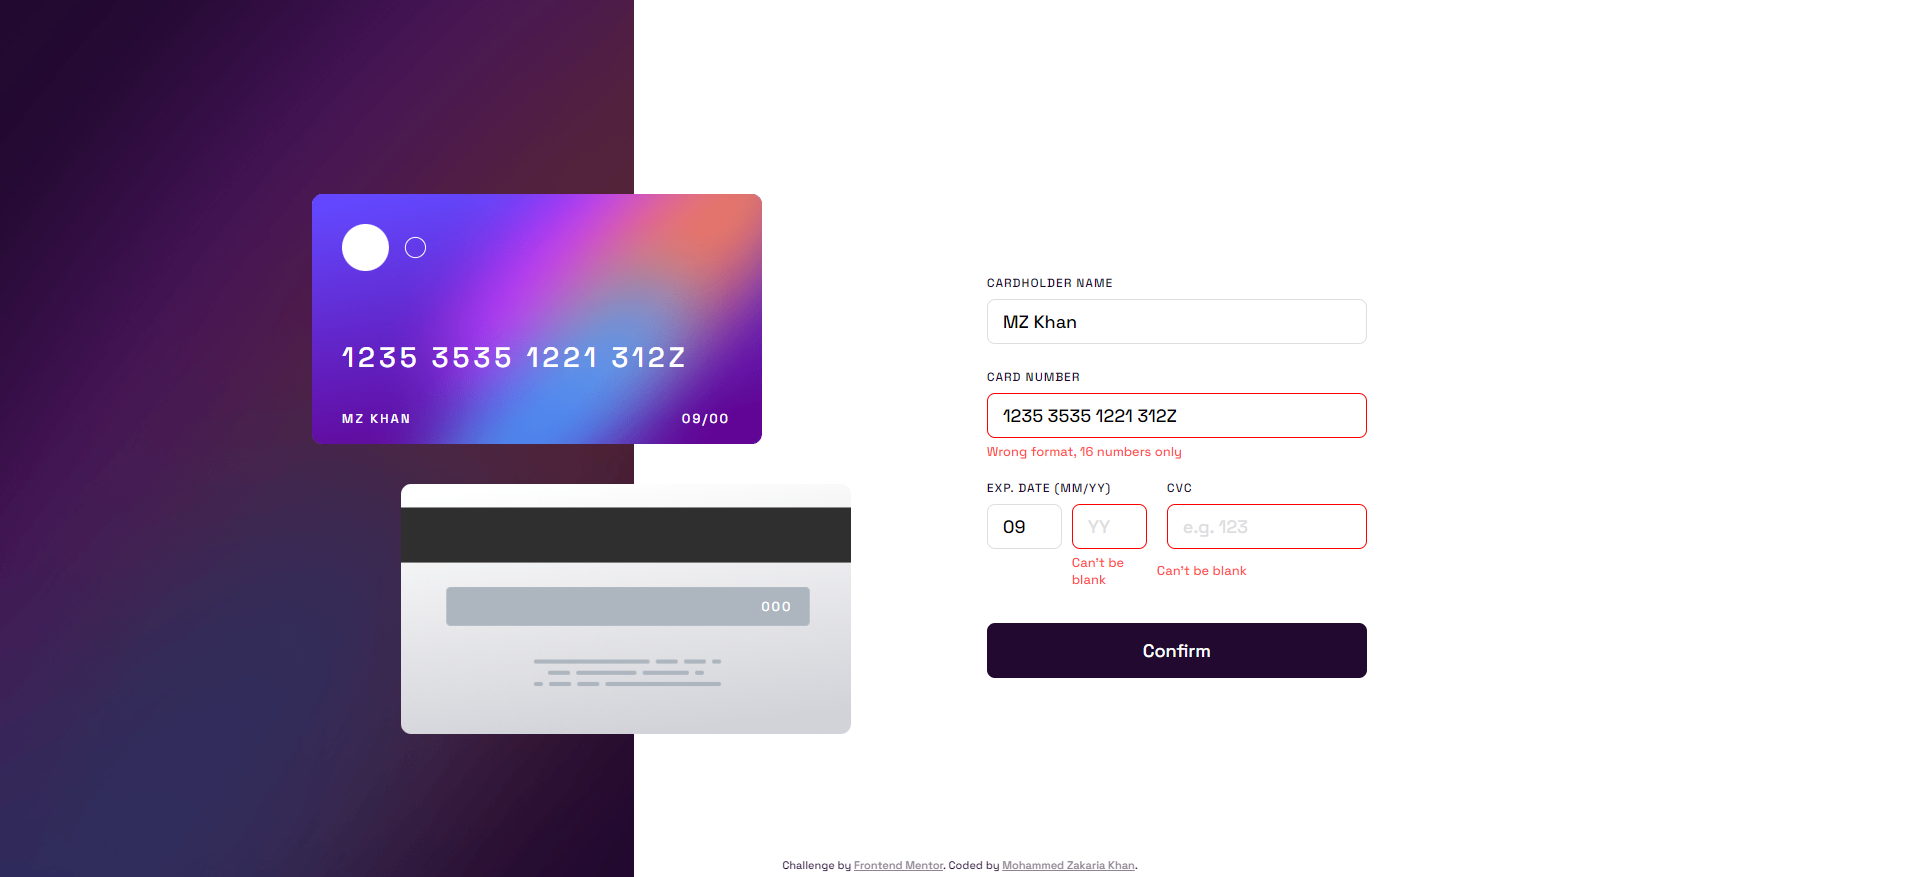 1235 3535 1221 312Z
MZ KHAN 09/00
000
CARDHOLDER NAME
MZ Khan
CARD NUMBER
1235 3535 1221 312Z
Wrong format, 16 numbers only
EXP. DATE (MM/YY) CVC
09 YY e.g. 123
Can't be
blank
Can't be blank
Confirm
Challenge by Frontend Mentor. Coded by Mohammed Zakaria Khan.